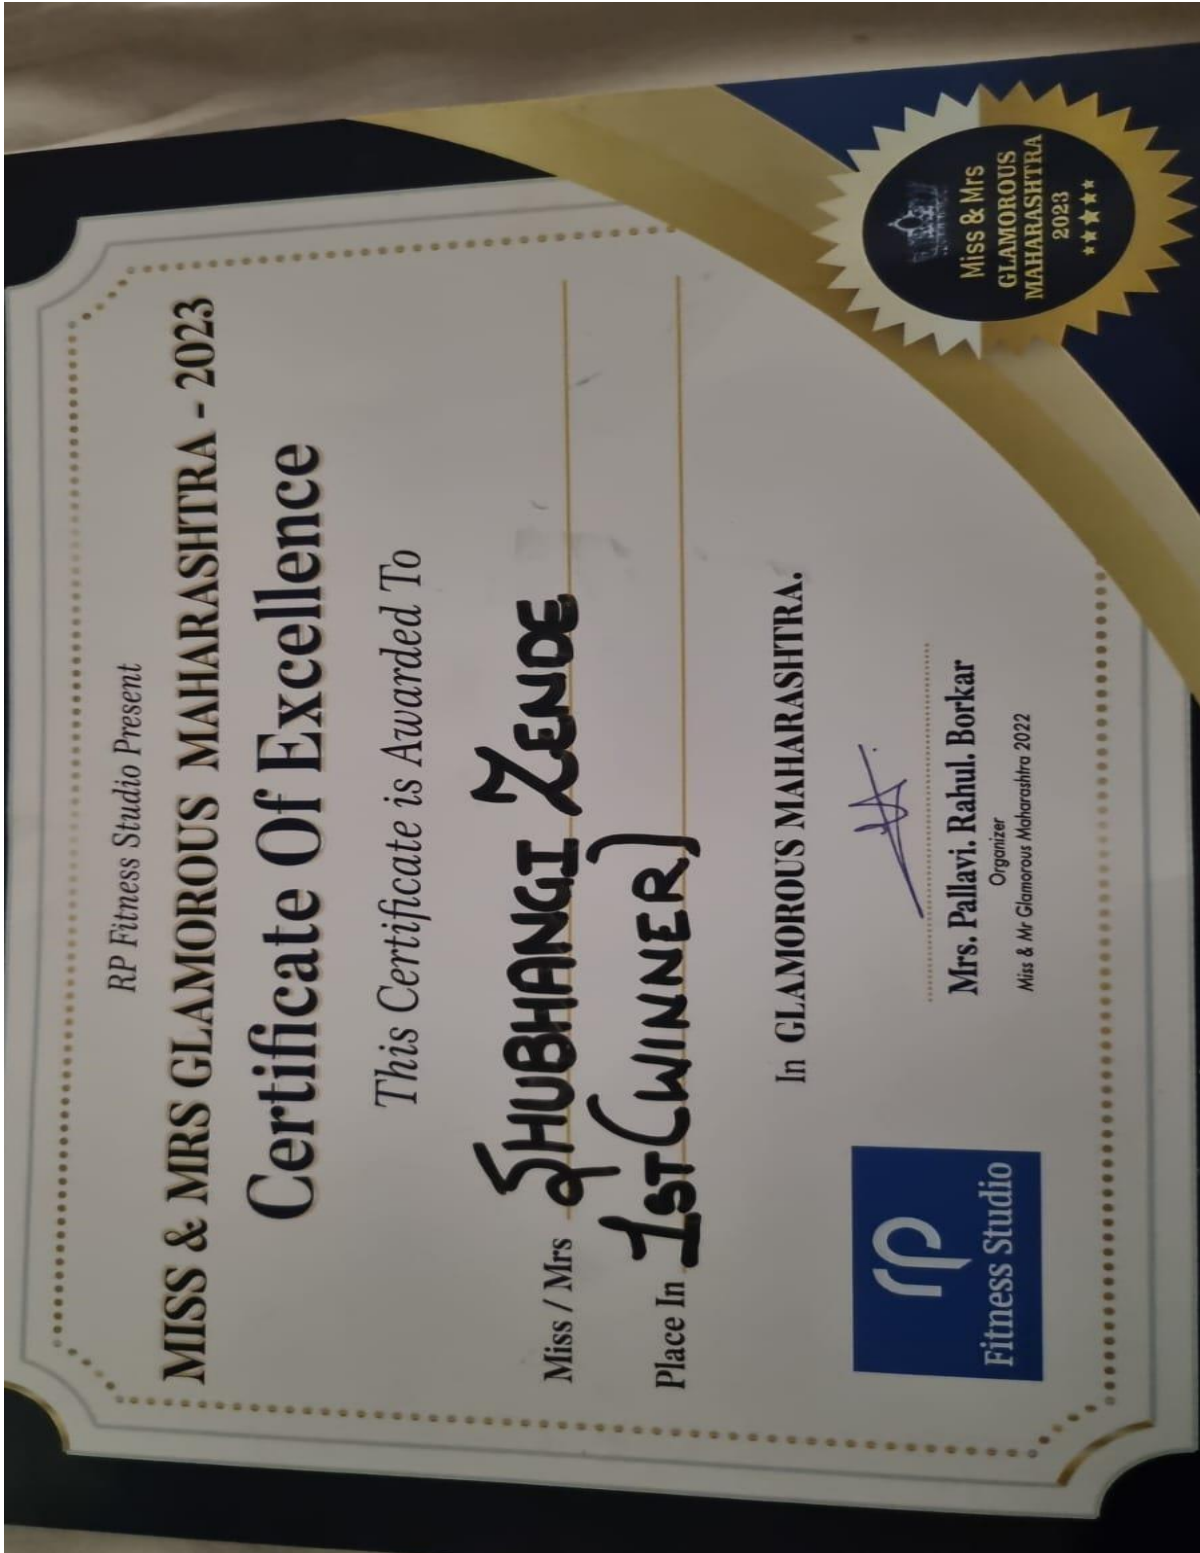 RP Fitness Studio Present
MISS & MRS GLAMOROUS MAHARASHTRA - 2023
Certificate Of Excellence
This Certificate is Awarded To
Miss / Mrs SHUBHANGI ZENDE
Place In 1ST (WINNER)
In GLAMOROUS MAHARASHTRA.
rp
Fitness Studio
Mrs. Pallavi. Rahul. Borkar
Organizer
Miss & Mr Glamorous Maharashtra 2022
Miss & Mrs
GLAMOROUS
MAHARASHTRA
2023